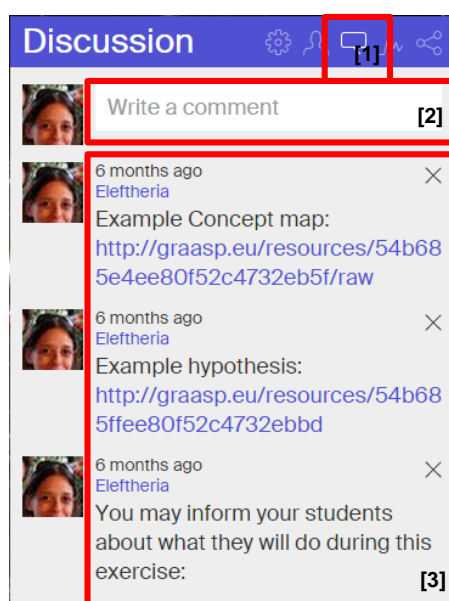 Discussion
[1]
Write a comment
[2]
6 months ago
Eleftheria
Example Concept map:
http://graasp.eu/resources/54b68
5e4ee80f52c4732eb5f/raw
6 months ago
Eleftheria
Example hypothesis:
http://graasp.eu/resources/54b68
5ffee80f52c4732ebbd
6 months ago
Eleftheria
You may inform your students
about what they will do during this
exercise:
[3]